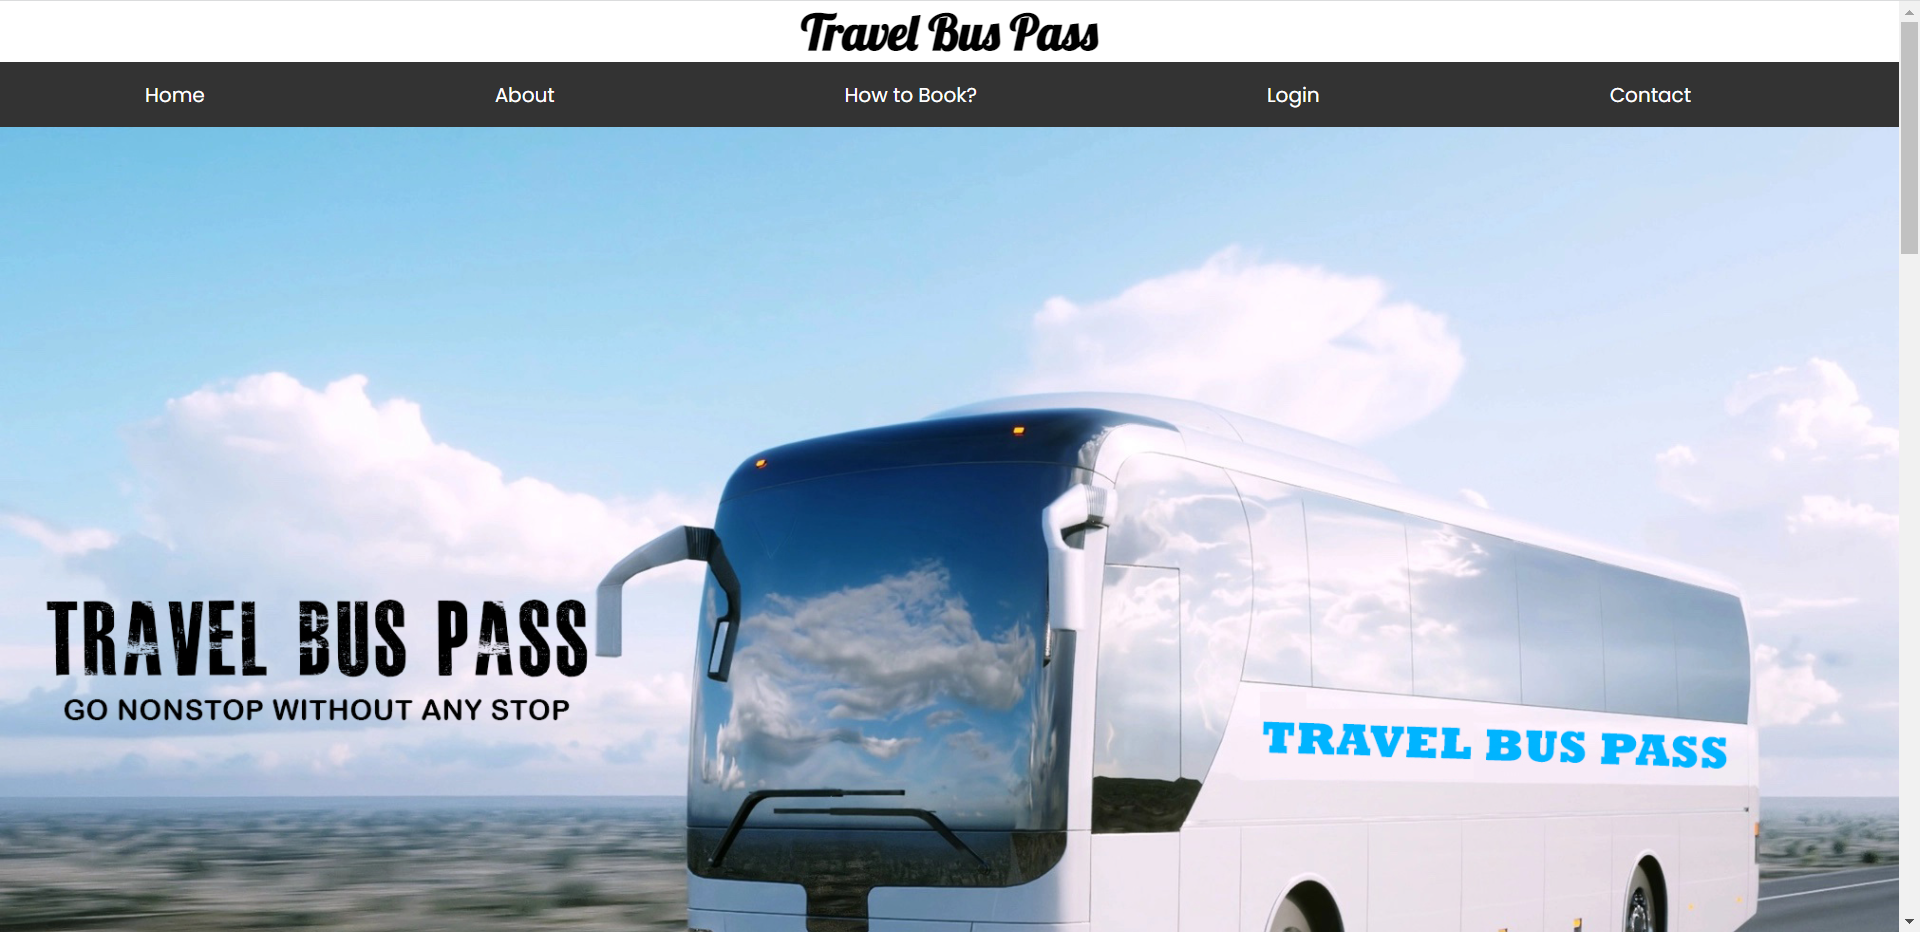 Travel Bus Pass
Home About How to Book? Login Contact
TRAVEL BUS PASS
GO NONSTOP WITHOUT ANY STOP
TRAVEL BUS PASS